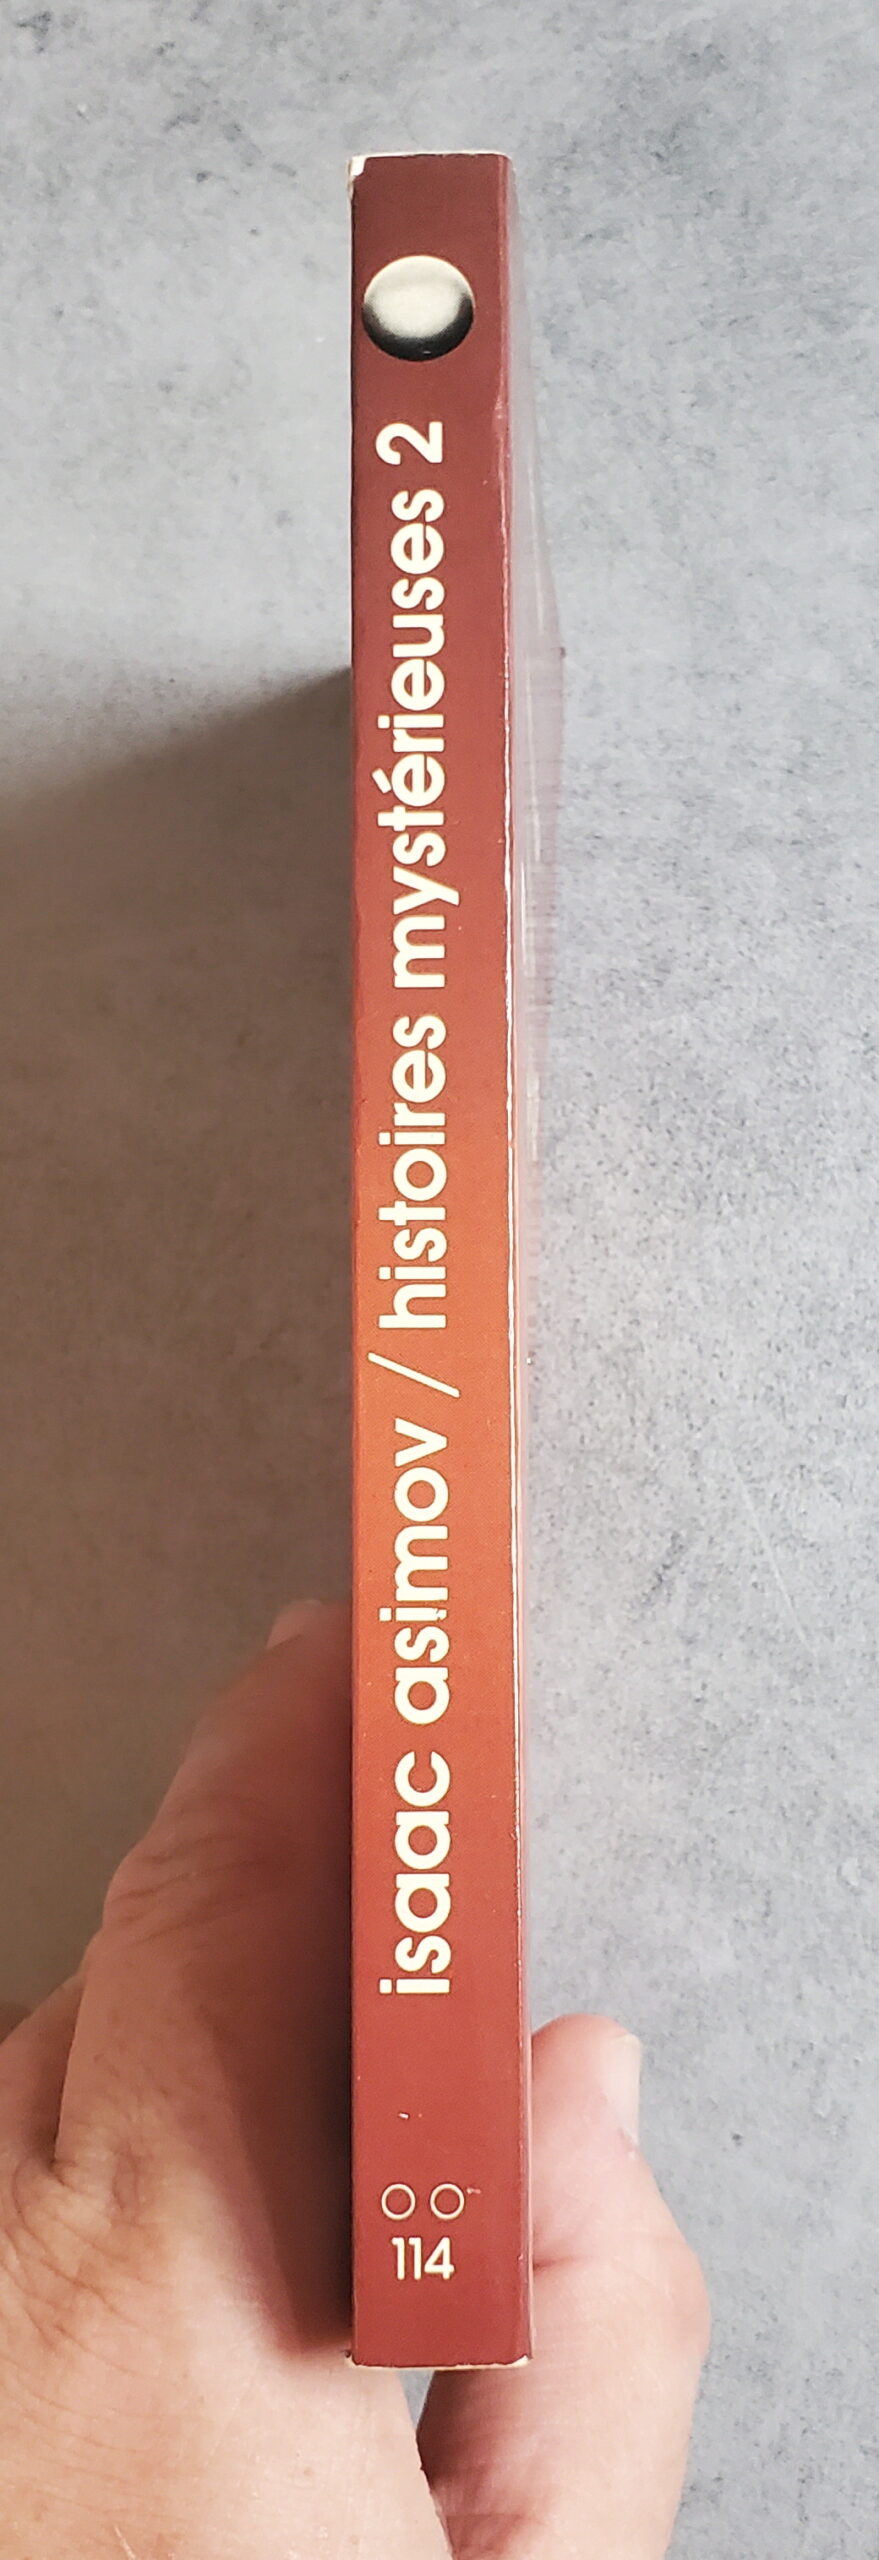 isaac asimov / histoires mystérieuses 2
114